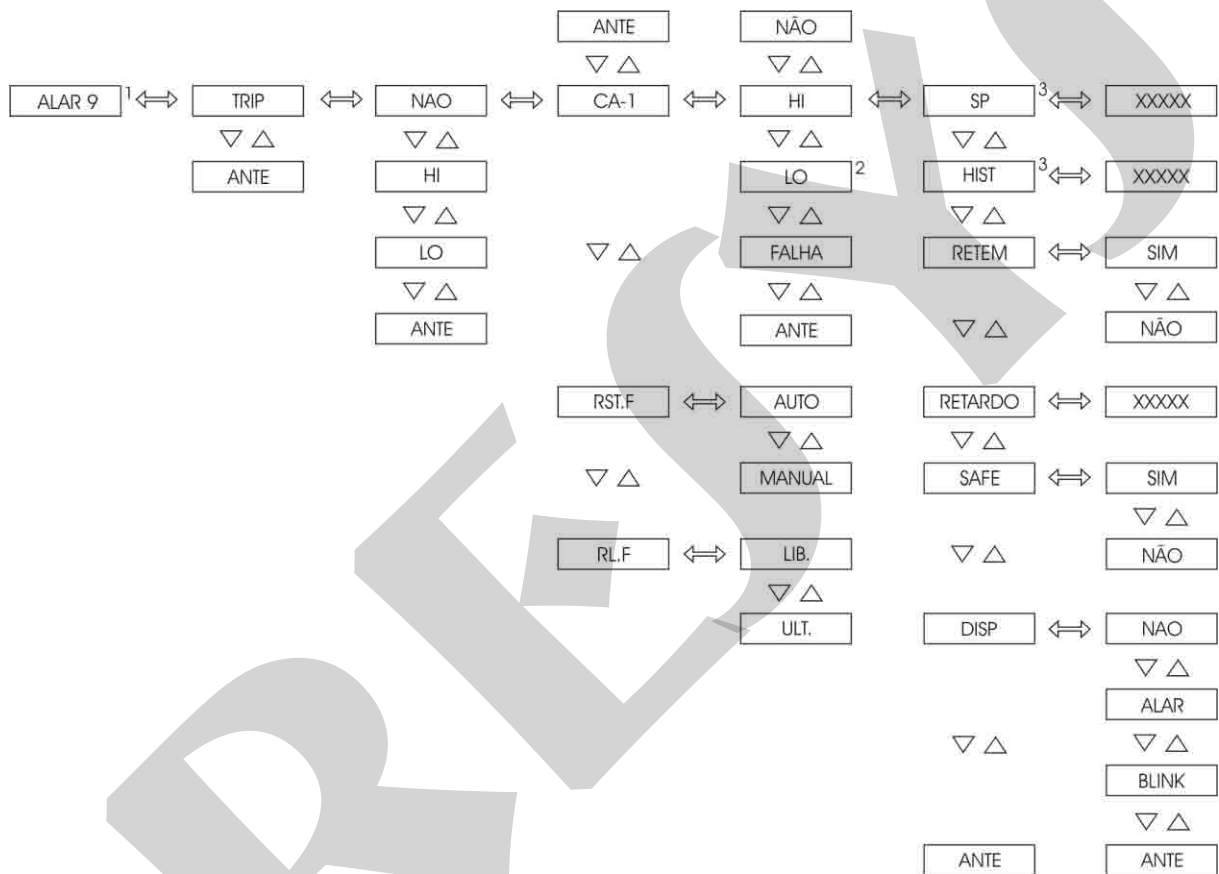 ANTE NÃO
ALAR 9 1 TRIP NAO CA-1 HI SP 3 XXXXX
ANTE HI LO 2 HIST 3 XXXXX
LO FALHA RETEM SIM
ANTE ANTE NÃO
RST.F AUTO RETARDO XXXXX
MANUAL SAFE SIM
RL.F LIB. NÃO
ULT. DISP NAO
ALAR
BLINK
ANTE ANTE
PRESYS